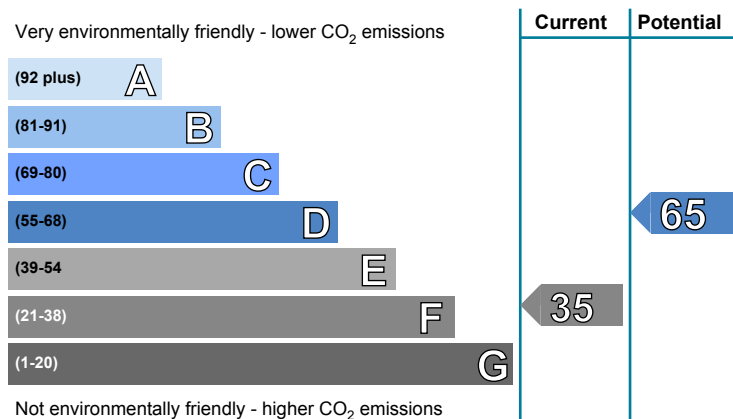 Current Potential
Very environmentally friendly - lower CO2 emissions
(92 plus) A
(81-91) B
(69-80) C
(55-68) D
65
(39-54 E
(21-38) F
35
(1-20) G
Not environmentally friendly - higher CO2 emissions